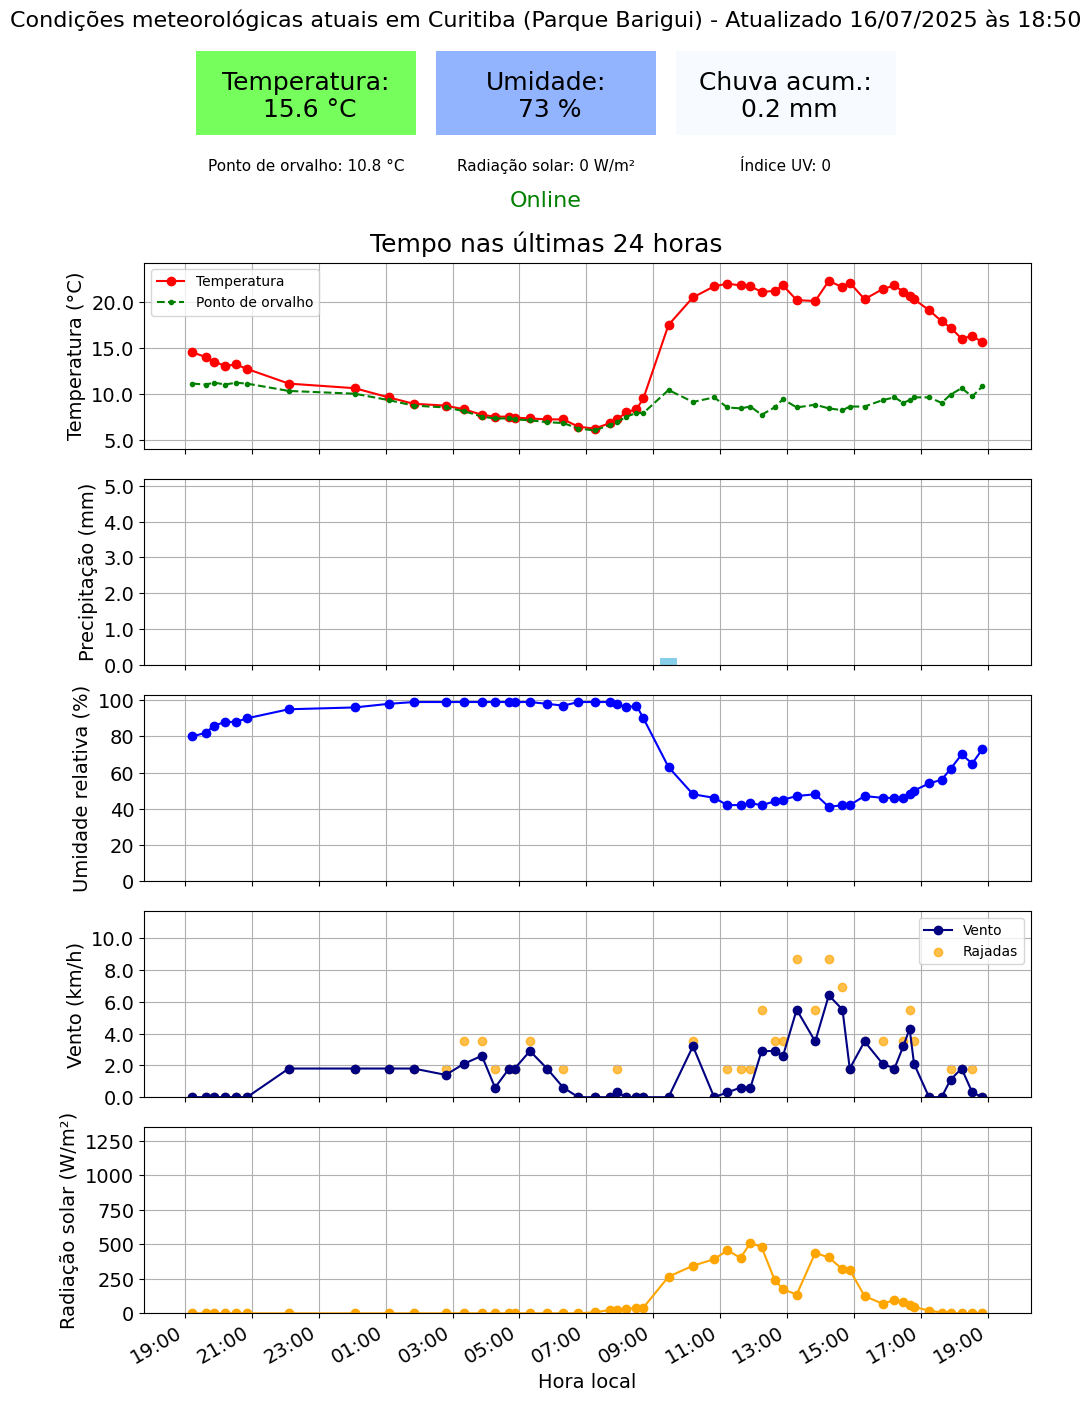 Condições meteorológicas atuais em Curitiba (Parque Barigui) - Atualizado 16/07/2025 às 18:50
Temperatura:
15.6 °C
Umidade:
73 %
Chuva acum.:
0.2 mm
Ponto de orvalho: 10.8 °C
Radiação solar: 0 W/m²
Índice UV: 0
Online
Tempo nas últimas 24 horas
Temperatura (°C)
20.0
15.0
10.0
5.0
Temperatura
Ponto de orvalho
Precipitação (mm)
5.0
4.0
3.0
2.0
1.0
0.0
Umidade relativa (%)
100
80
60
40
20
0
Vento (km/h)
10.0
8.0
6.0
4.0
2.0
0.0
Vento
Rajadas
Radiação solar (W/m²)
1250
1000
750
500
250
0
19:00
21:00
23:00
01:00
03:00
05:00
07:00
09:00
11:00
13:00
15:00
17:00
19:00
Hora local